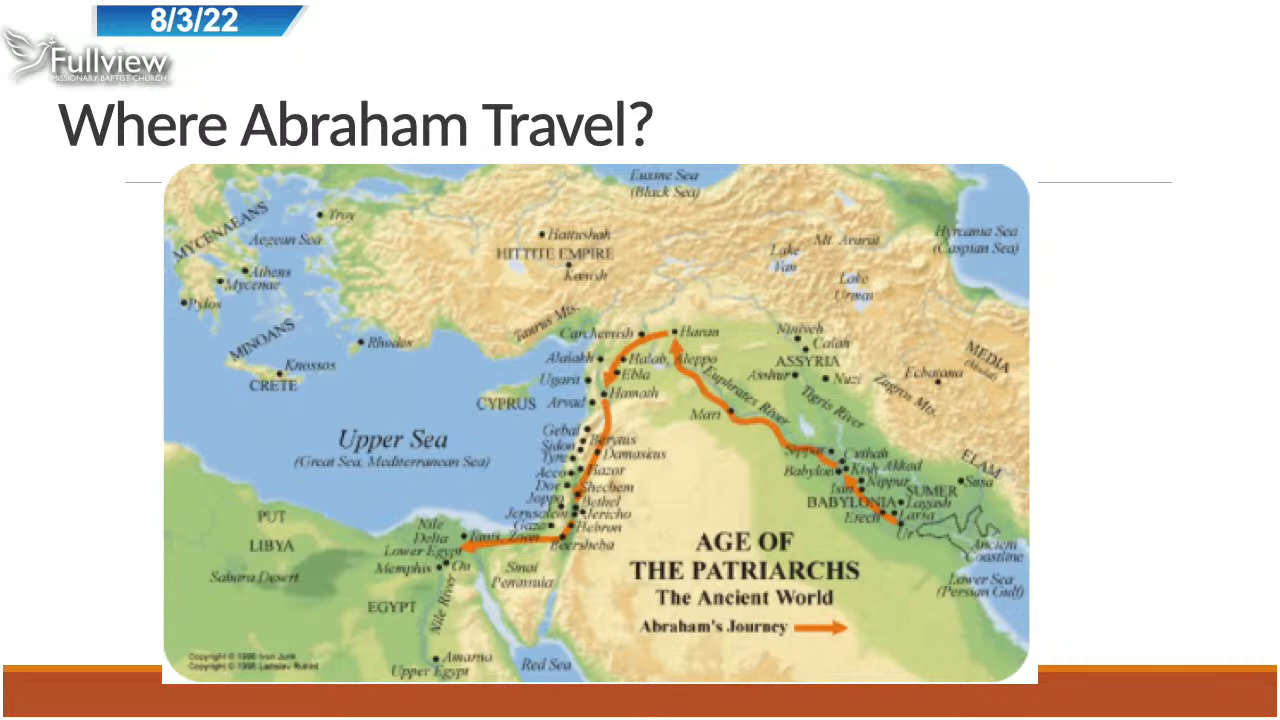 8/3/22
Fullview
MISSIONARY BAPTIST CHURCH
Where Abraham Travel?
Euxine Sea
(Black Sea)
MYCENAEANS
Troy
Aegean Sea
Athens
Mycenae
Pylos
Hattushah
HITTITE EMPIRE
Kanish
Mt. Ararat
Lake
Van
Lake
Urmia
Hyrcania Sea
(Caspian Sea)
MINOANS
Knossos
CRETE
Rhodes
Taurus Mts.
Carchemish
Haran
Alalakh
Halab, Aleppo
Ebla
Ugarit
Hamath
CYPRUS
Arvad
Nineveh
Calah
ASSYRIA
Asshur
Nuzi
MEDIA
Ecbatana
Zagros Mts.
Euphrates River
Tigris River
Mari
Upper Sea
(Great Sea, Mediterranean Sea)
Gebal
Berytus
Sidon
Damaskus
Tyre
Acco
Hazor
Dor
Shechem
Joppa
Bethel
Jerusalem
Jericho
Gaza
Hebron
Beersheba
Sippar
Cuthah
Babylon
Kish
Akkad
Isin
Nippur
BABYLONIA
SUMER
Lagash
Erech
Larsa
Ur
ELAM
Susa
Ancient
Coastline
Lower Sea
(Persian Gulf)
PUT
LIBYA
Sahara Desert
Nile
Delta
Tanis, Zoan
Lower Egypt
Memphis
On
Sinai
Peninsula
EGYPT
Nile River
Amarna
Upper Egypt
Red Sea
AGE OF
THE PATRIARCHS
The Ancient World
Abraham's Journey